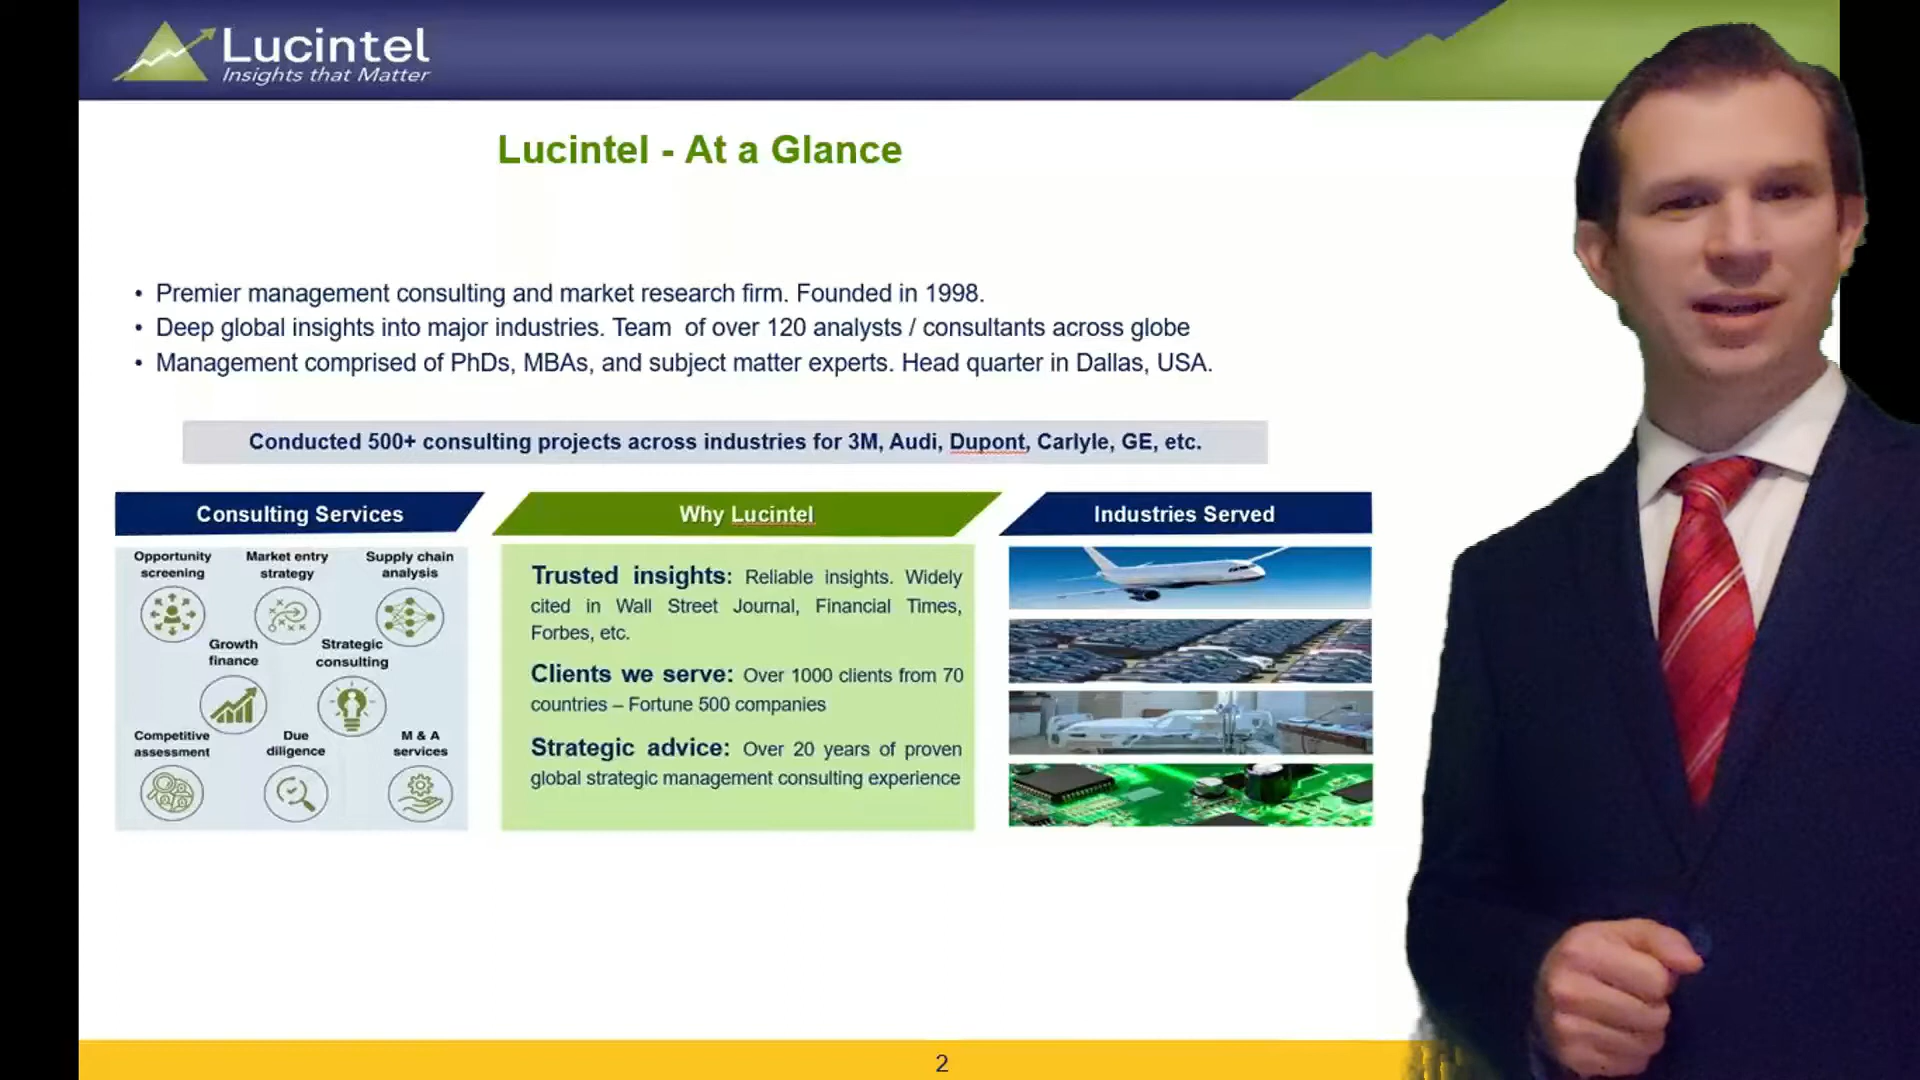 Lucintel
Insights that Matter
Lucintel - At a Glance
• Premier management consulting and market research firm. Founded in 1998.
• Deep global insights into major industries. Team of over 120 analysts / consultants across globe
• Management comprised of PhDs, MBAs, and subject matter experts. Head quarter in Dallas, USA.
Conducted 500+ consulting projects across industries for 3M, Audi, Dupont, Carlyle, GE, etc.
Consulting Services
Opportunity
screening
Market entry
strategy
Supply chain
analysis
Growth
finance
Strategic
consulting
Competitive
assessment
Due
diligence
M & A
services
Why Lucintel
Trusted insights: Reliable insights. Widely
cited in Wall Street Journal, Financial Times,
Forbes, etc.
Clients we serve: Over 1000 clients from 70
countries – Fortune 500 companies
Strategic advice: Over 20 years of proven
global strategic management consulting experience
Industries Served
2